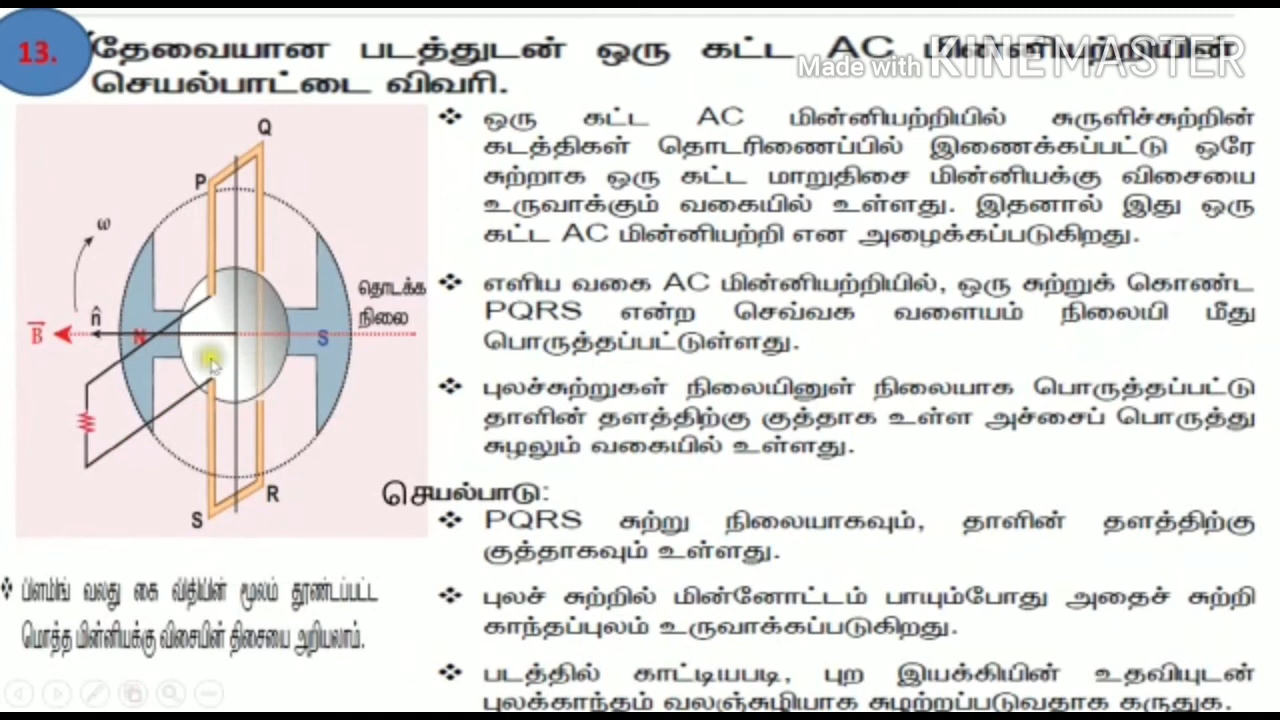 13.
தேவையான படத்துடன் ஒரு கட்ட AC மின்னியற்றியின்
செயல்பாட்டை விவரி.
Made with KINEMASTER
Q
P
ω
n̂
B
N
S
தொடக்க
நிலை
R
S
❖ ஒரு கட்ட AC மின்னியற்றியில் சுருளிச்சுற்றின்
கடத்திகள் தொடரிணைப்பில் இணைக்கப்பட்டு ஒரே
சுற்றாக ஒரு கட்ட மாறுதிசை மின்னியக்கு விசையை
உருவாக்கும் வகையில் உள்ளது. இதனால் இது ஒரு
கட்ட AC மின்னியற்றி என அழைக்கப்படுகிறது.
❖ எளிய வகை AC மின்னியற்றியில், ஒரு சுற்றுக் கொண்ட
PQRS என்ற செவ்வக வளையம் நிலையி மீது
பொருத்தப்பட்டுள்ளது.
❖ புலச்சுற்றுகள் நிலையினுள் நிலையாக பொருத்தப்பட்டு
தாளின் தளத்திற்கு குத்தாக உள்ள அச்சைப் பொருத்து
சுழலும் வகையில் உள்ளது.
செயல்பாடு:
❖ PQRS சுற்று நிலையாகவும், தாளின் தளத்திற்கு
குத்தாகவும் உள்ளது.
❖ புலச் சுற்றில் மின்னோட்டம் பாயும்போது அதைச் சுற்றி
காந்தப்புலம் உருவாக்கப்படுகிறது.
❖ படத்தில் காட்டியபடி, புற இயக்கியின் உதவியுடன்
புலக்காந்தம் வலஞ்சுழியாக சுழற்றப்படுவதாக கருதுக.
❖ பிளமிங் வலது கை விதியின் மூலம் தூண்டப்பட்ட
மொத்த மின்னியக்கு விசையின் திசையை அறியலாம்.